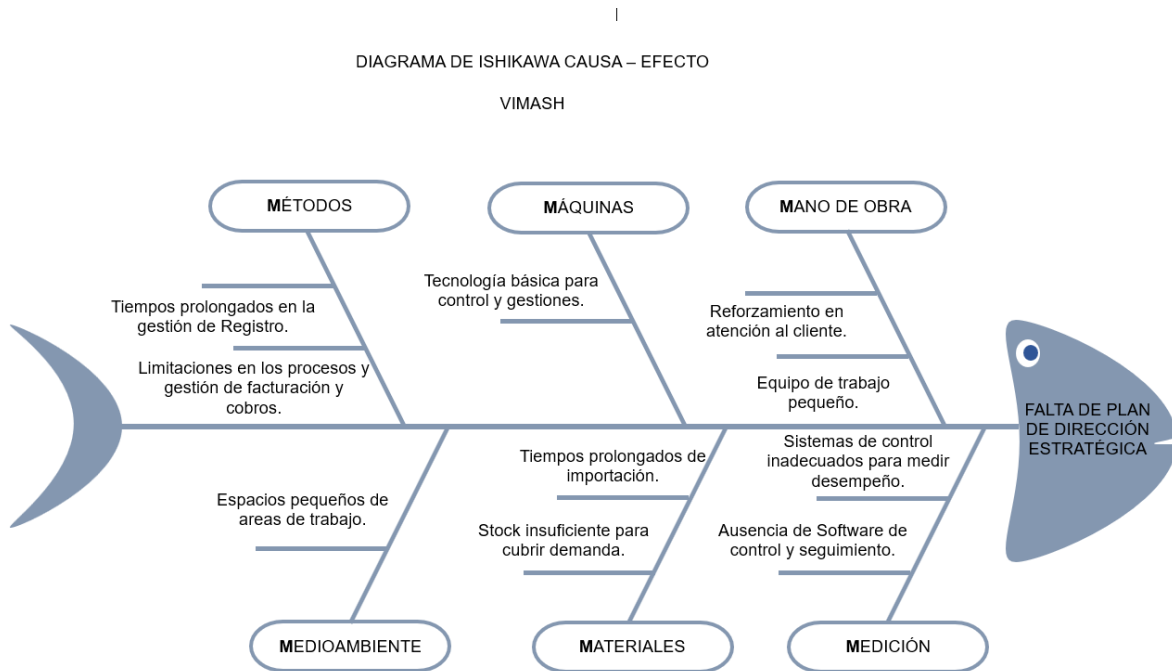 DIAGRAMA DE ISHIKAWA CAUSA – EFECTO
VIMASH
MÉTODOS
MÁQUINAS
MANO DE OBRA
Tiempos prolongados en la
gestión de Registro.
Limitaciones en los procesos y
gestión de facturación y
cobros.
Tecnología básica para
control y gestiones.
Reforzamiento en
atención al cliente.
Equipo de trabajo
pequeño.
FALTA DE PLAN
DE DIRECCIÓN
ESTRATÉGICA
Espacios pequeños de
areas de trabajo.
Tiempos prolongados de
importación.
Stock insuficiente para
cubrir demanda.
Sistemas de control
inadecuados para medir
desempeño.
Ausencia de Software de
control y seguimiento.
MEDIOAMBIENTE
MATERIALES
MEDICIÓN